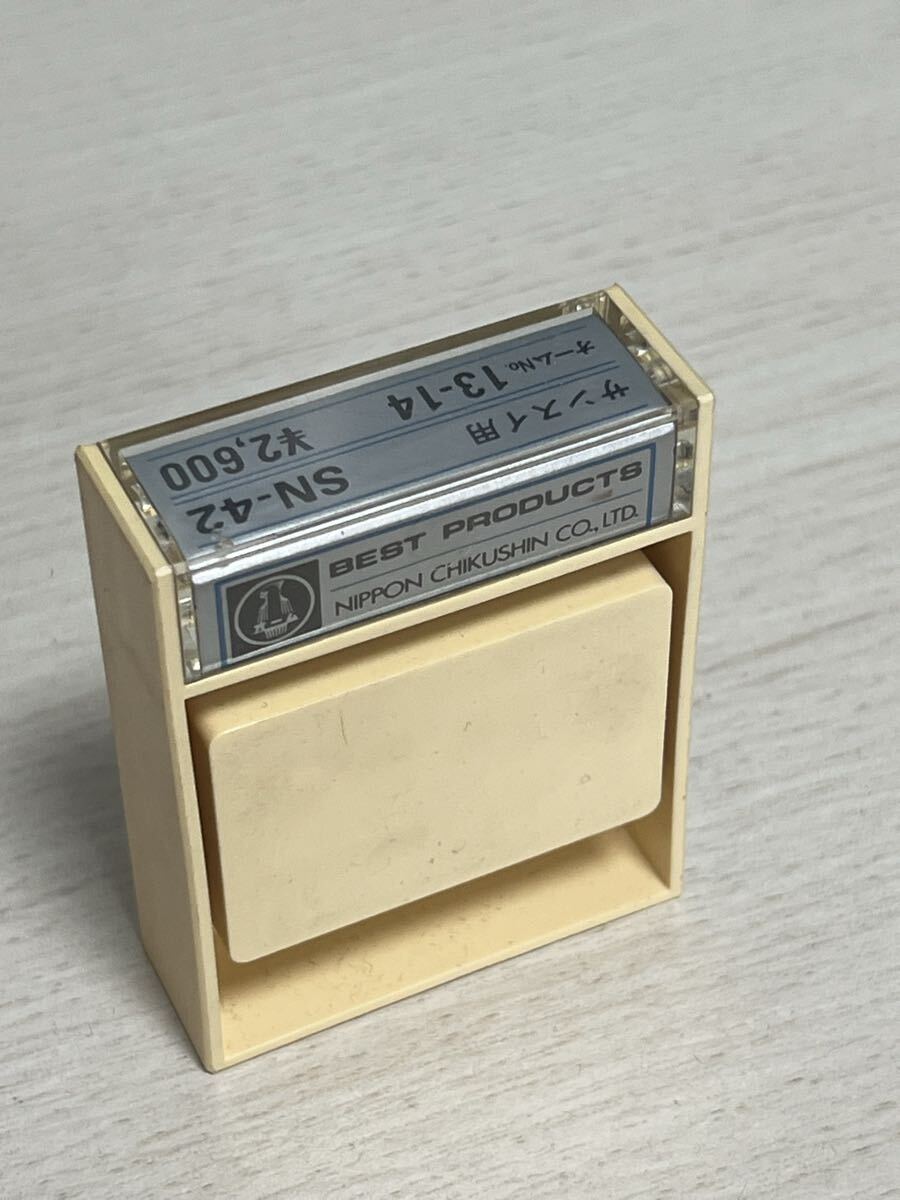 サンスイ用
SN-42
オームNo. 13-14
¥2,600
BEST PRODUCTS
NIPPON CHIKUSHIN CO.,LTD.